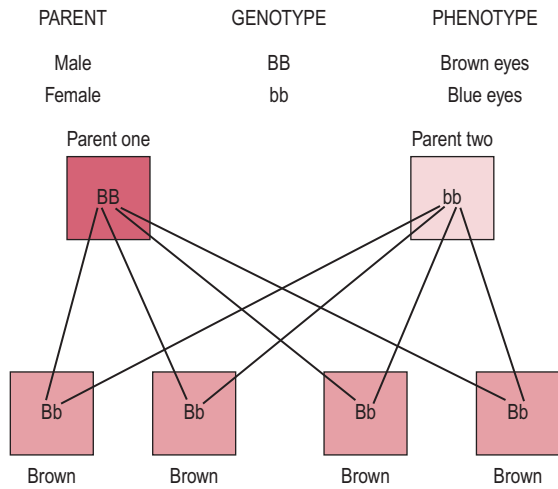 PARENT GENOTYPE PHENOTYPE
Male BB Brown eyes
Female bb Blue eyes
Parent one Parent two
BB bb
Bb Bb Bb Bb
Brown Brown Brown Brown